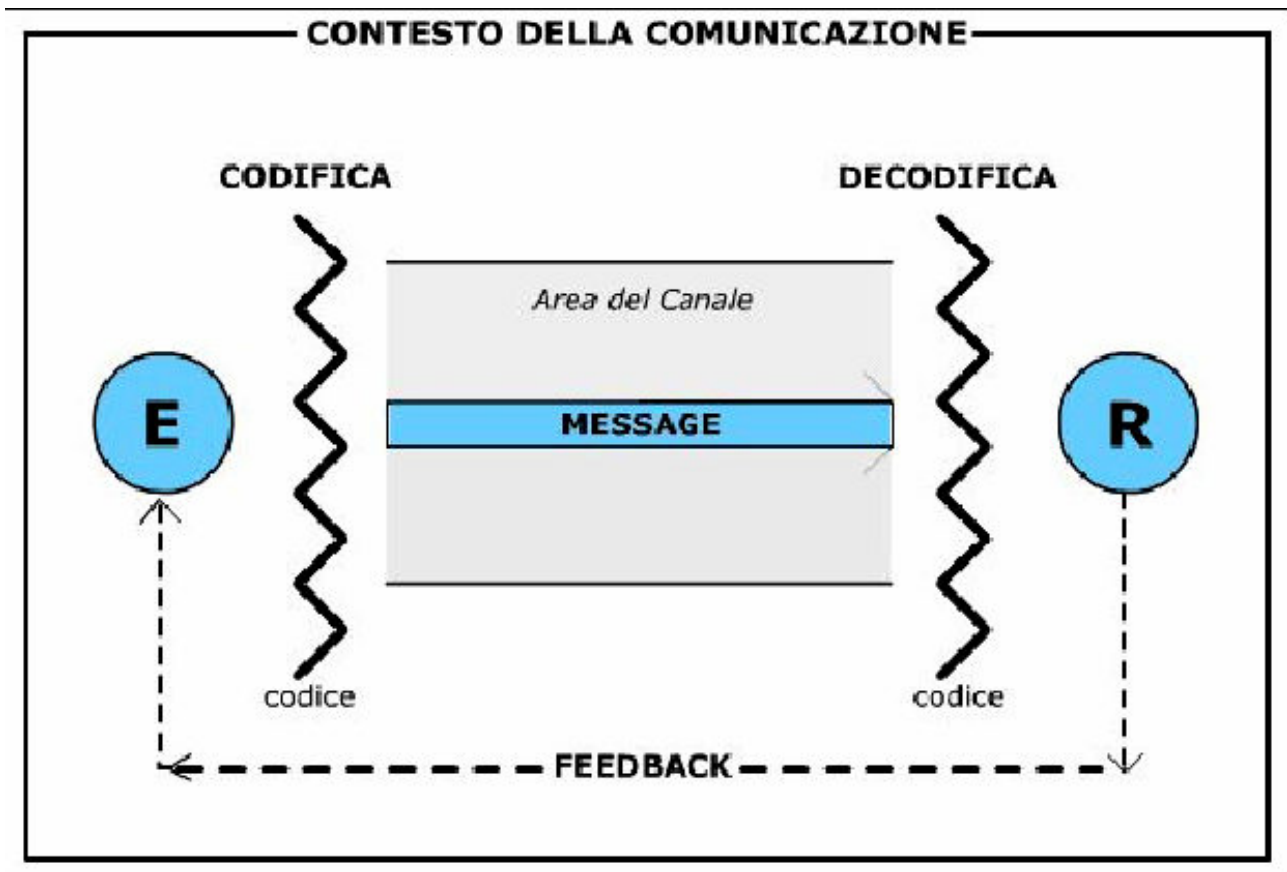 CONTESTO DELLA COMUNICAZIONE
CODIFICA
DECODIFICA
Area del Canale
E
MESSAGE
R
codice
codice
FEEDBACK